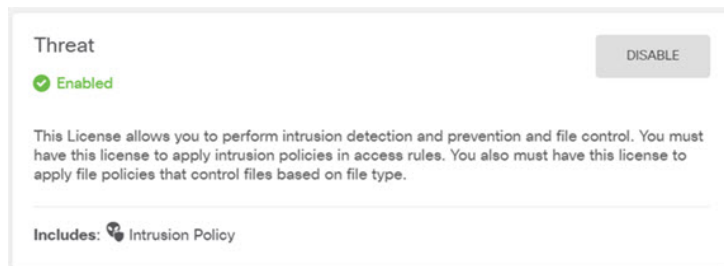 Threat
DISABLE
Enabled
This License allows you to perform intrusion detection and prevention and file control. You must
have this license to apply intrusion policies in access rules. You also must have this license to
apply file policies that control files based on file type.
Includes: Intrusion Policy